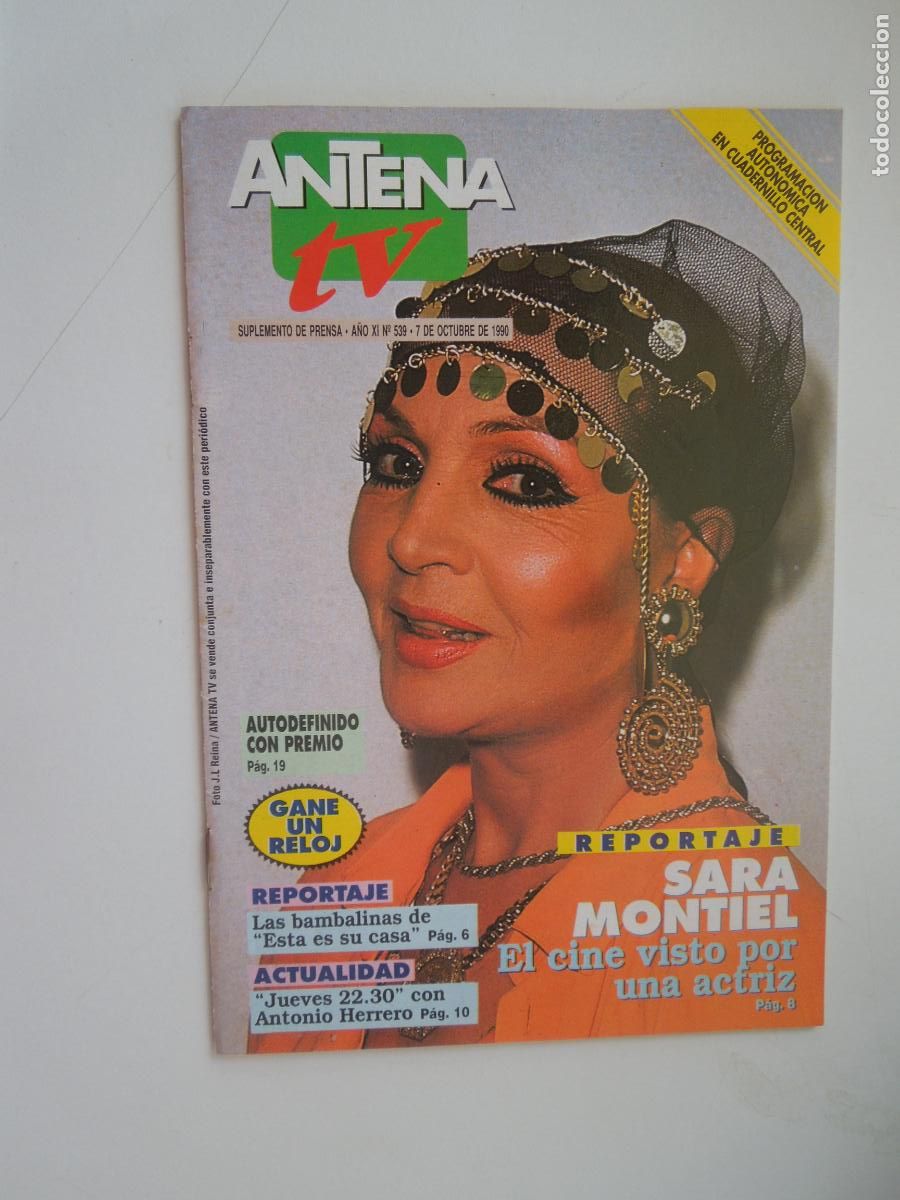 ANTENA
tv
SUPLEMENTO DE PRENSA • AÑO XI Nº 539 • 7 DE OCTUBRE DE 1990
PROGRAMACION
AUTONOMICA
EN CUADERNILLO CENTRAL
Foto J.L Reina / ANTENA TV se vende conjunta e inseparablemente con este periódico
AUTODEFINIDO
CON PREMIO
Pág. 19
GANE
UN
RELOJ
REPORTAJE
Las bambalinas de
"Esta es su casa" Pág. 6
ACTUALIDAD
"Jueves 22.30" con
Antonio Herrero Pág. 10
REPORTAJE
SARA
MONTIEL
El cine visto por
una actriz
Pág. 8
todocoleccion